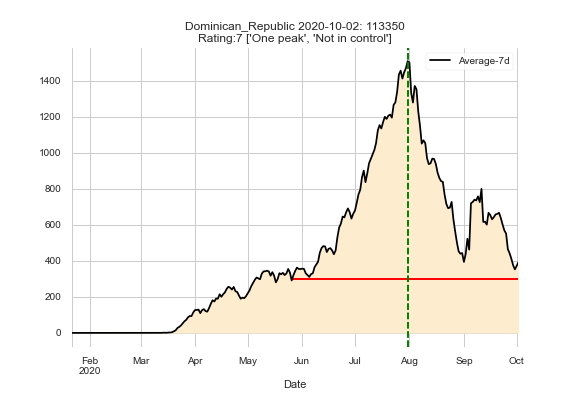 Dominican_Republic 2020-10-02: 113350
Rating:7 ['One peak', 'Not in control']
Average-7d
1400
1200
1000
800
600
400
200
0
Feb Mar Apr May Jun Jul Aug Sep Oct
2020
Date